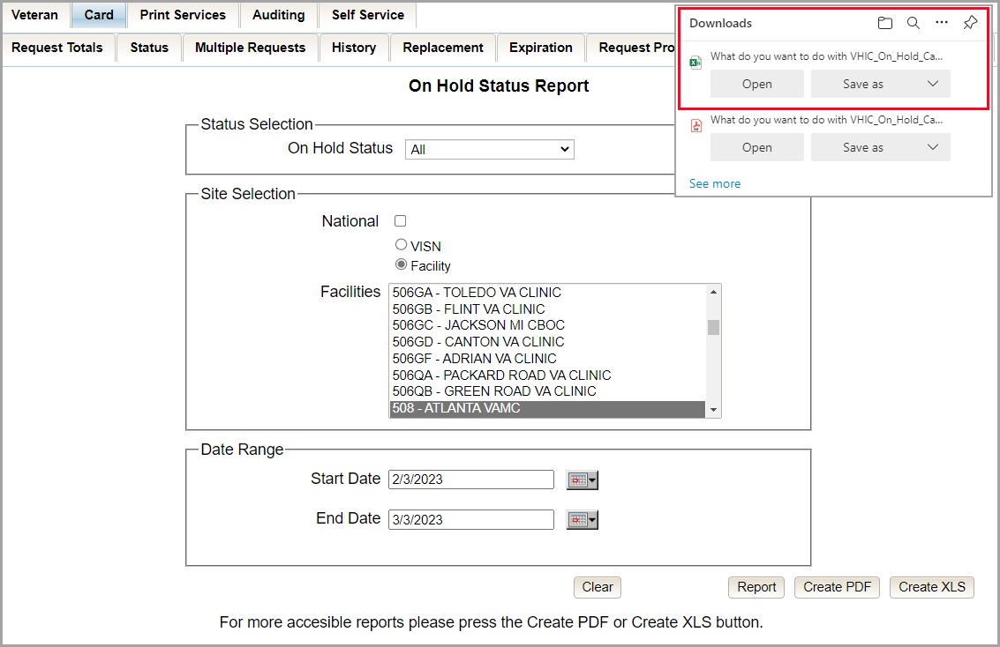 Veteran Card Print Services Auditing Self Service
Request Totals Status Multiple Requests History Replacement Expiration Request Pro
Downloads
What do you want to do with VHIC_On_Hold_Ca...
Open Save as
What do you want to do with VHIC_On_Hold_Ca...
Open Save as
See more
On Hold Status Report
Status Selection
On Hold Status All
Site Selection
National
VISN
Facility
Facilities
506GA - TOLEDO VA CLINIC
506GB - FLINT VA CLINIC
506GC - JACKSON MI CBOC
506GD - CANTON VA CLINIC
506GF - ADRIAN VA CLINIC
506QA - PACKARD ROAD VA CLINIC
506QB - GREEN ROAD VA CLINIC
508 - ATLANTA VAMC
Date Range
Start Date 2/3/2023
End Date 3/3/2023
Clear Report Create PDF Create XLS
For more accesible reports please press the Create PDF or Create XLS button.